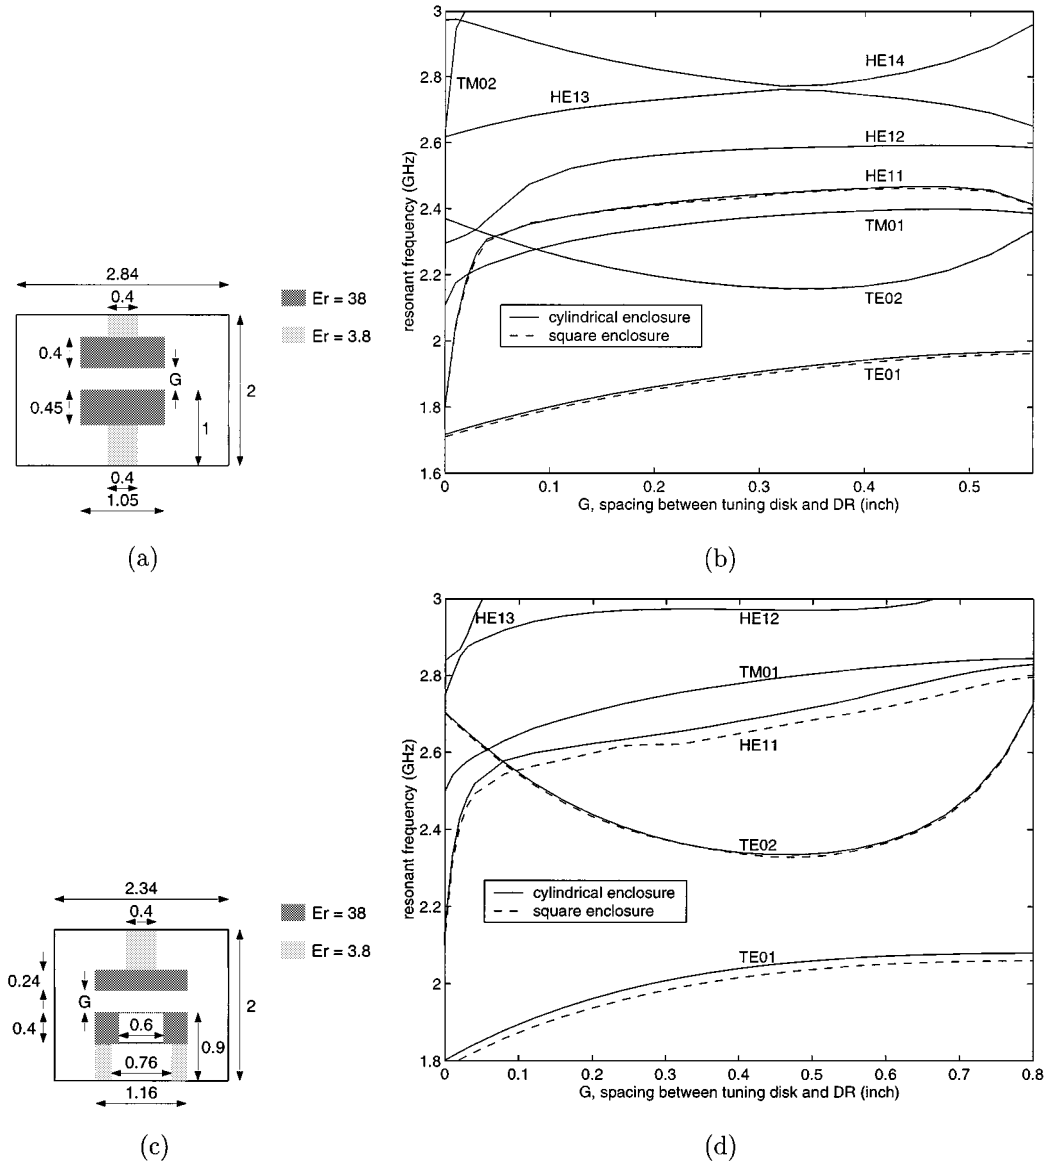 2.84
0.4
Er = 38
Er = 3.8
0.4
G
2
0.45
1
0.4
1.05
(a)
3
2.8
2.6
2.4
2.2
2
1.8
1.6
resonant frequency (GHz)
TM02
HE13
HE14
HE12
HE11
TM01
TE02
cylindrical enclosure
square enclosure
TE01
0
0.1
0.2
0.3
0.4
0.5
G, spacing between tuning disk and DR (inch)
(b)
2.34
0.4
Er = 38
Er = 3.8
0.24
G
2
0.4
0.6
0.9
0.76
1.16
(c)
3
2.8
2.6
2.4
2.2
2
1.8
resonant frequency (GHz)
HE13
HE12
TM01
HE11
TE02
cylindrical enclosure
square enclosure
TE01
0
0.1
0.2
0.3
0.4
0.5
0.6
0.7
0.8
G, spacing between tuning disk and DR (inch)
(d)